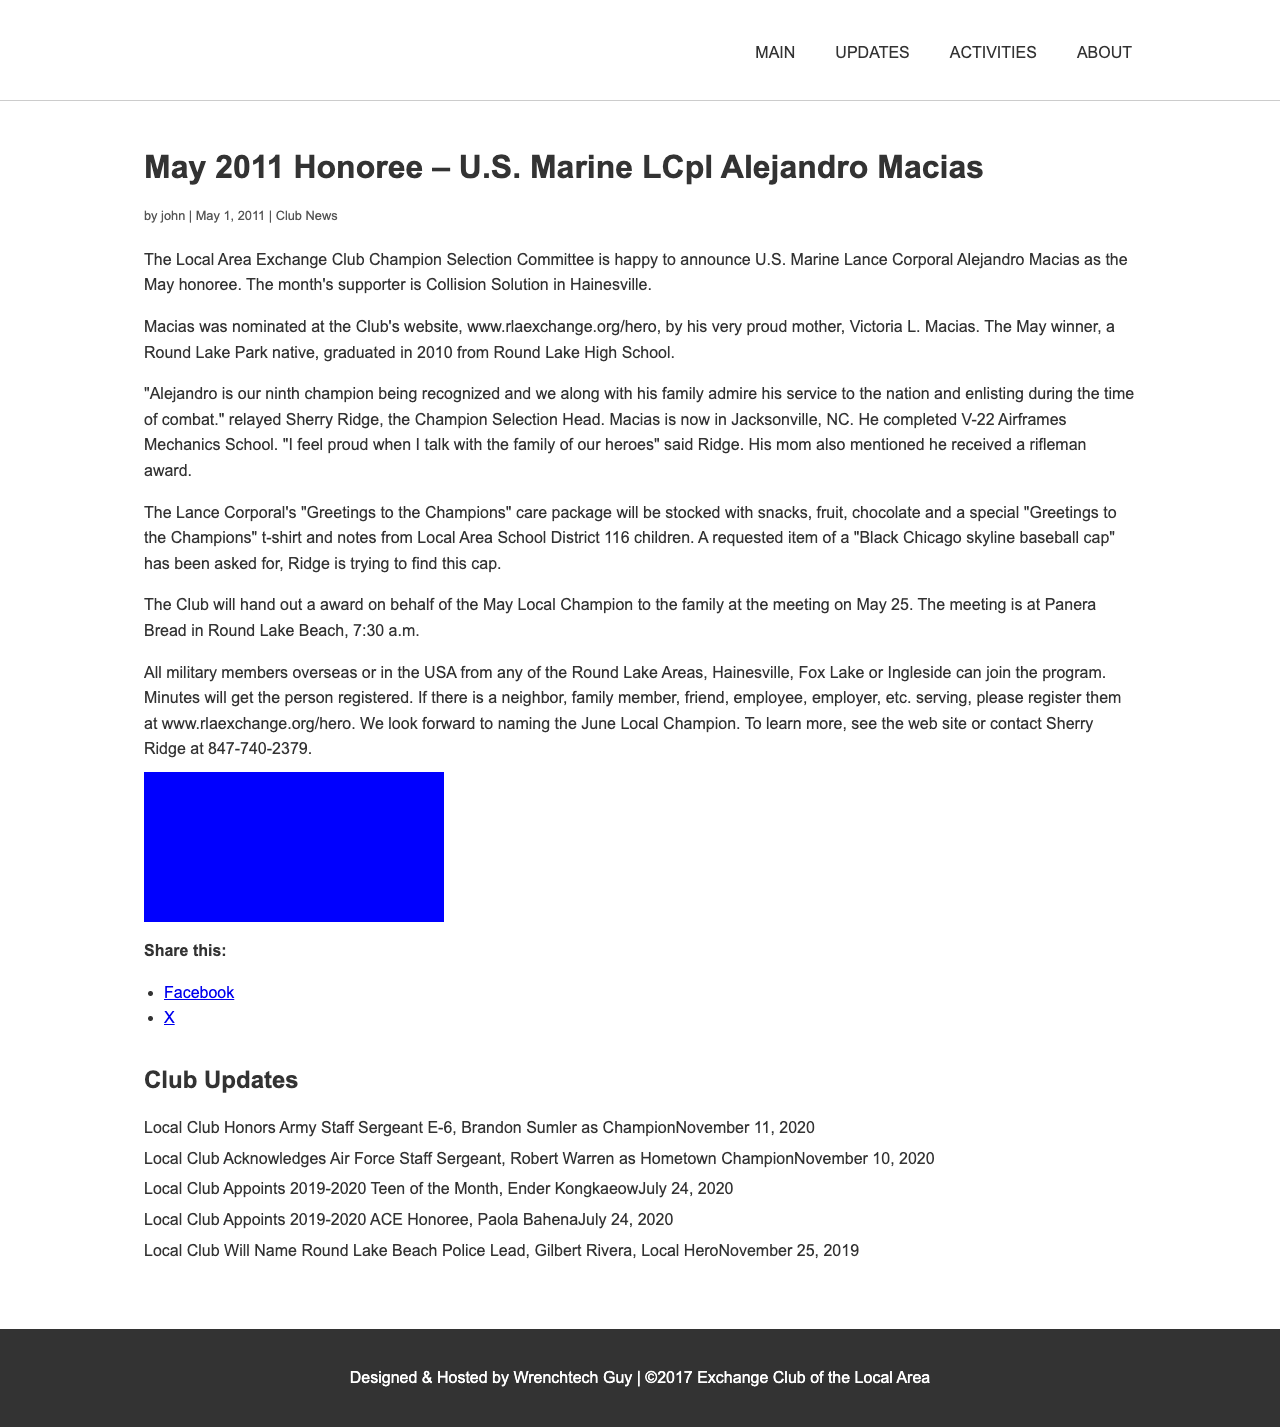 MAIN UPDATES ACTIVITIES ABOUT
May 2011 Honoree – U.S. Marine LCpl Alejandro Macias
by john | May 1, 2011 | Club News
The Local Area Exchange Club Champion Selection Committee is happy to announce U.S. Marine Lance Corporal Alejandro Macias as the
May honoree. The month's supporter is Collision Solution in Hainesville.
Macias was nominated at the Club's website, www.rlaexchange.org/hero, by his very proud mother, Victoria L. Macias. The May winner, a
Round Lake Park native, graduated in 2010 from Round Lake High School.
"Alejandro is our ninth champion being recognized and we along with his family admire his service to the nation and enlisting during the time
of combat." relayed Sherry Ridge, the Champion Selection Head. Macias is now in Jacksonville, NC. He completed V-22 Airframes
Mechanics School. "I feel proud when I talk with the family of our heroes" said Ridge. His mom also mentioned he received a rifleman
award.
The Lance Corporal's "Greetings to the Champions" care package will be stocked with snacks, fruit, chocolate and a special "Greetings to
the Champions" t-shirt and notes from Local Area School District 116 children. A requested item of a "Black Chicago skyline baseball cap"
has been asked for, Ridge is trying to find this cap.
The Club will hand out a award on behalf of the May Local Champion to the family at the meeting on May 25. The meeting is at Panera
Bread in Round Lake Beach, 7:30 a.m.
All military members overseas or in the USA from any of the Round Lake Areas, Hainesville, Fox Lake or Ingleside can join the program.
Minutes will get the person registered. If there is a neighbor, family member, friend, employee, employer, etc. serving, please register them
at www.rlaexchange.org/hero. We look forward to naming the June Local Champion. To learn more, see the web site or contact Sherry
Ridge at 847-740-2379.
Share this:
• Facebook
• X
Club Updates
Local Club Honors Army Staff Sergeant E-6, Brandon Sumler as ChampionNovember 11, 2020
Local Club Acknowledges Air Force Staff Sergeant, Robert Warren as Hometown ChampionNovember 10, 2020
Local Club Appoints 2019-2020 Teen of the Month, Ender KongkaeowJuly 24, 2020
Local Club Appoints 2019-2020 ACE Honoree, Paola BahenaJuly 24, 2020
Local Club Will Name Round Lake Beach Police Lead, Gilbert Rivera, Local HeroNovember 25, 2019
Designed & Hosted by Wrenchtech Guy | ©2017 Exchange Club of the Local Area